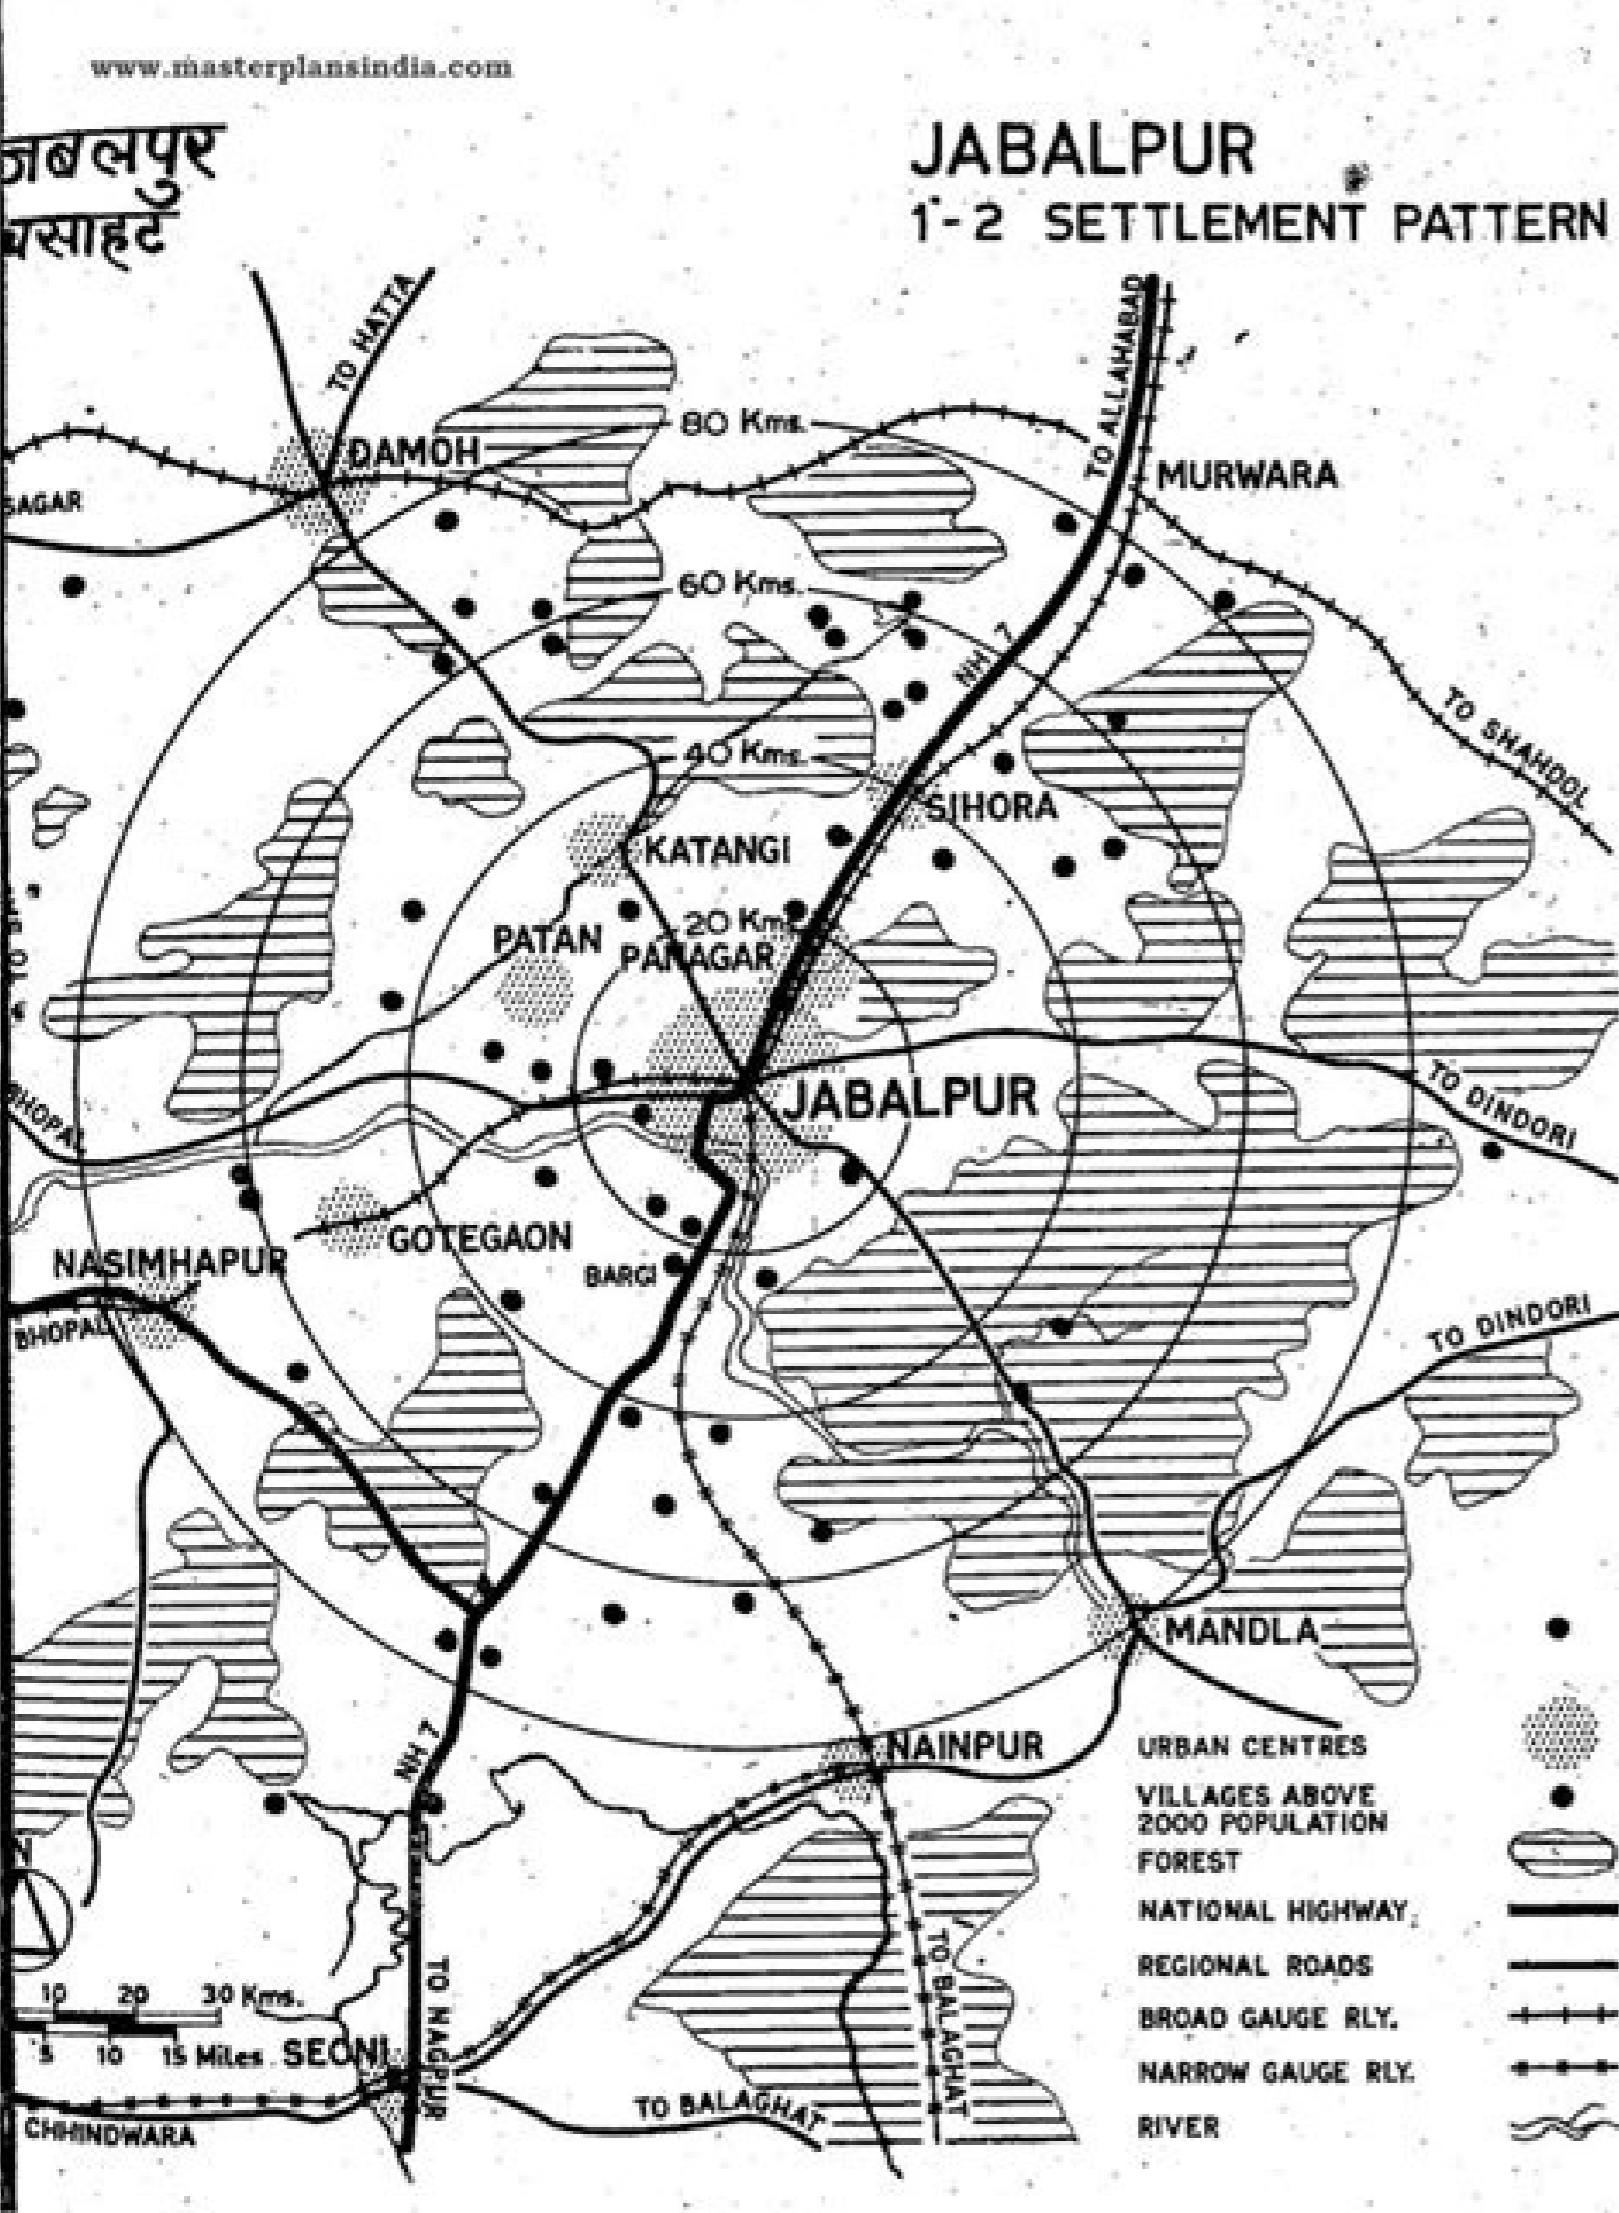 www.masterplansindia.com
जबलपुर
बसाहट
JABALPUR
1-2 SETTLEMENT PATTERN
TO HATTA
TO ALLAHABAD
80 Kms.
DAMOH
MURWARA
SAGAR
60 Kms.
NH 7
TO SHAHDOL
40 Kms.
SIHORA
KATANGI
20 Km
PATAN
PANAGAR
JABALPUR
TO DINDORI
BHOPAL
GOTEGAON
NASIMHAPUR
BARGI
BHOPAL
TO DINDORI
MANDLA
NH 7
NAINPUR
URBAN CENTRES
VILLAGES ABOVE
2000 POPULATION
FOREST
NATIONAL HIGHWAY
REGIONAL ROADS
BROAD GAUGE RLY.
NARROW GAUGE RLY.
RIVER
N
10 20 30 Kms.
5 10 15 Miles
SEONI
TO NAGPUR
TO BALAGHAT
TO BALAGHAT
CHHINDWARA